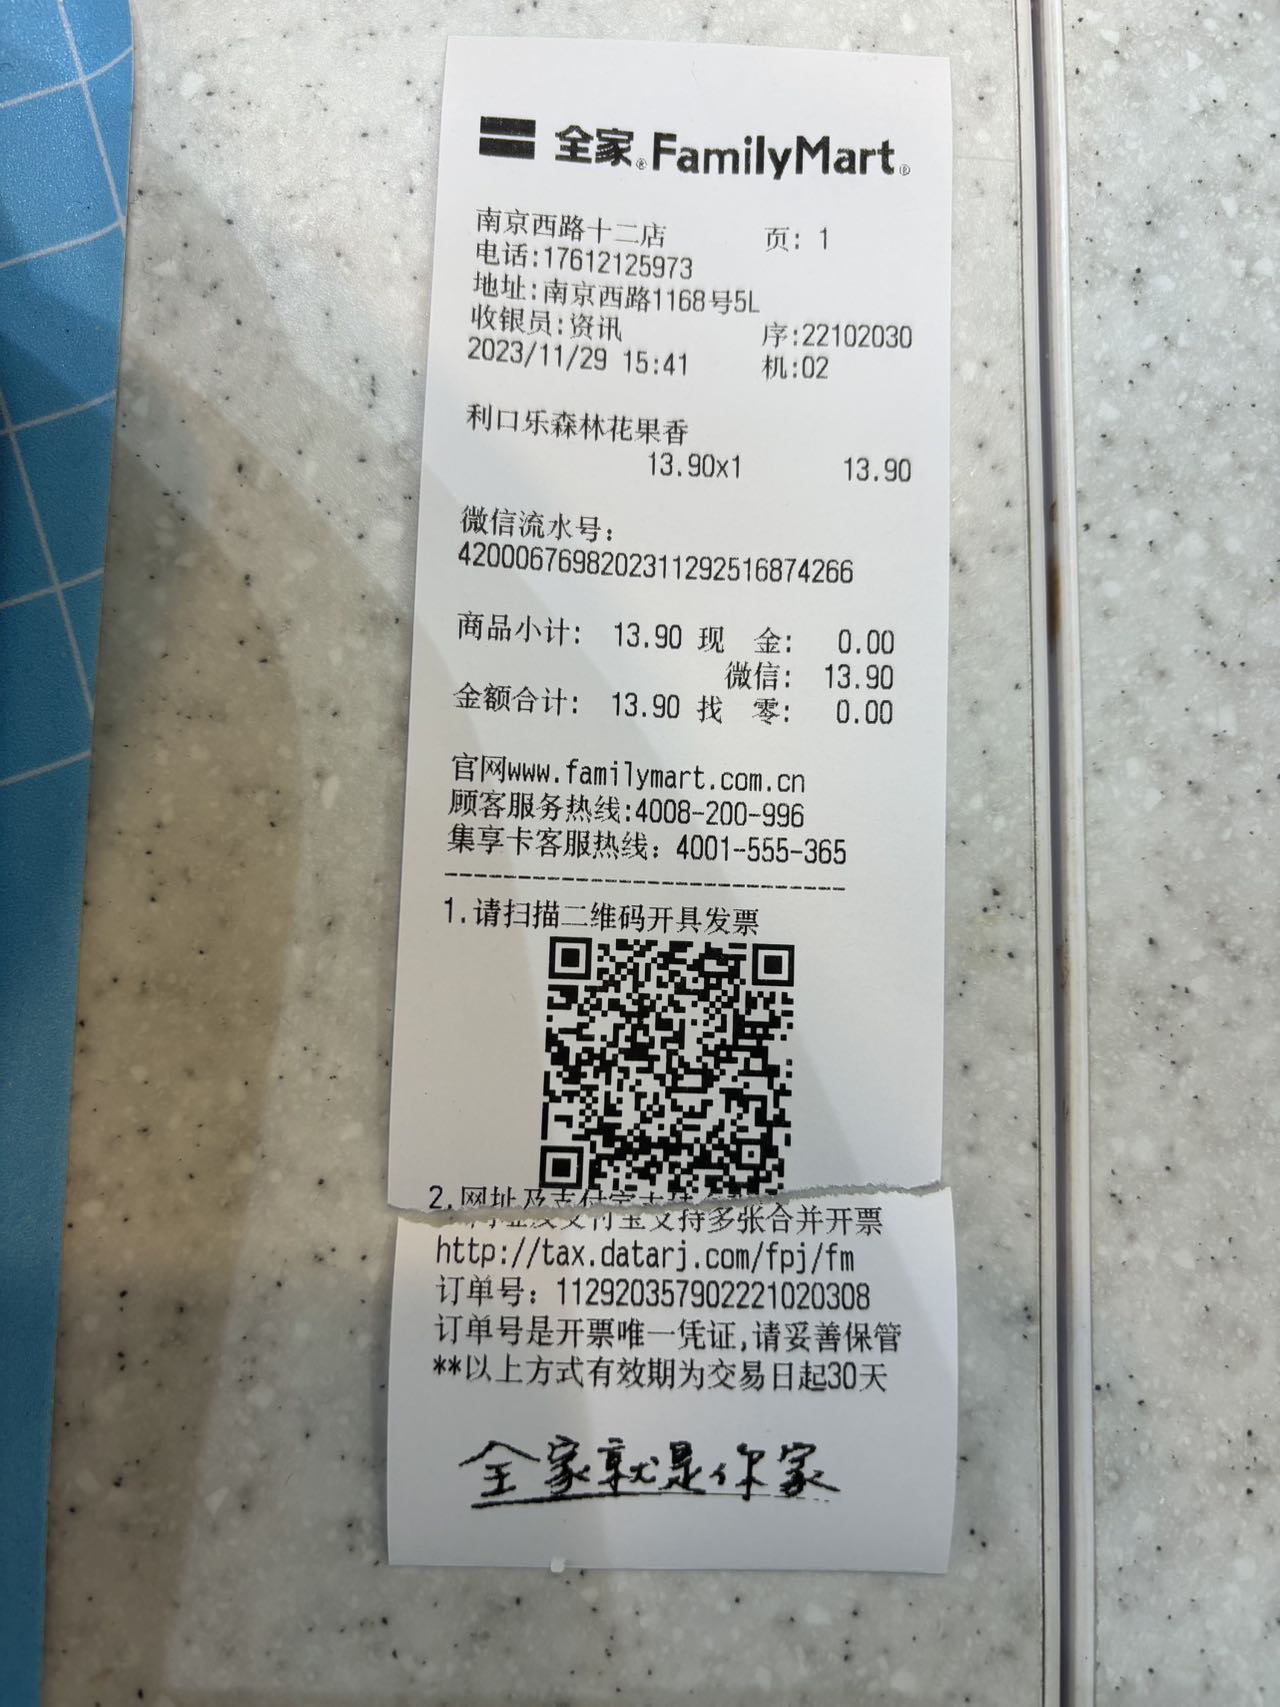 全家® FamilyMart®
南京西路十二店 页: 1
电话:17612125973
地址:南京西路1168号5L
收银员:资讯 序:22102030
2023/11/29 15:41 机:02
利口乐森林花果香
13.90x1 13.90
微信流水号:
4200067698202311292516874266
商品小计: 13.90 现 金: 0.00
微信: 13.90
金额合计: 13.90 找 零: 0.00
官网www.familymart.com.cn
顾客服务热线:4008-200-996
集享卡客服热线: 4001-555-365
1.请扫描二维码开具发票
2.网址及支付宝支持多张合并开票
http://tax.datarj.com/fpj/fm
订单号: 112920357902221020308
订单号是开票唯一凭证,请妥善保管
**以上方式有效期为交易日起30天
全家就是你家